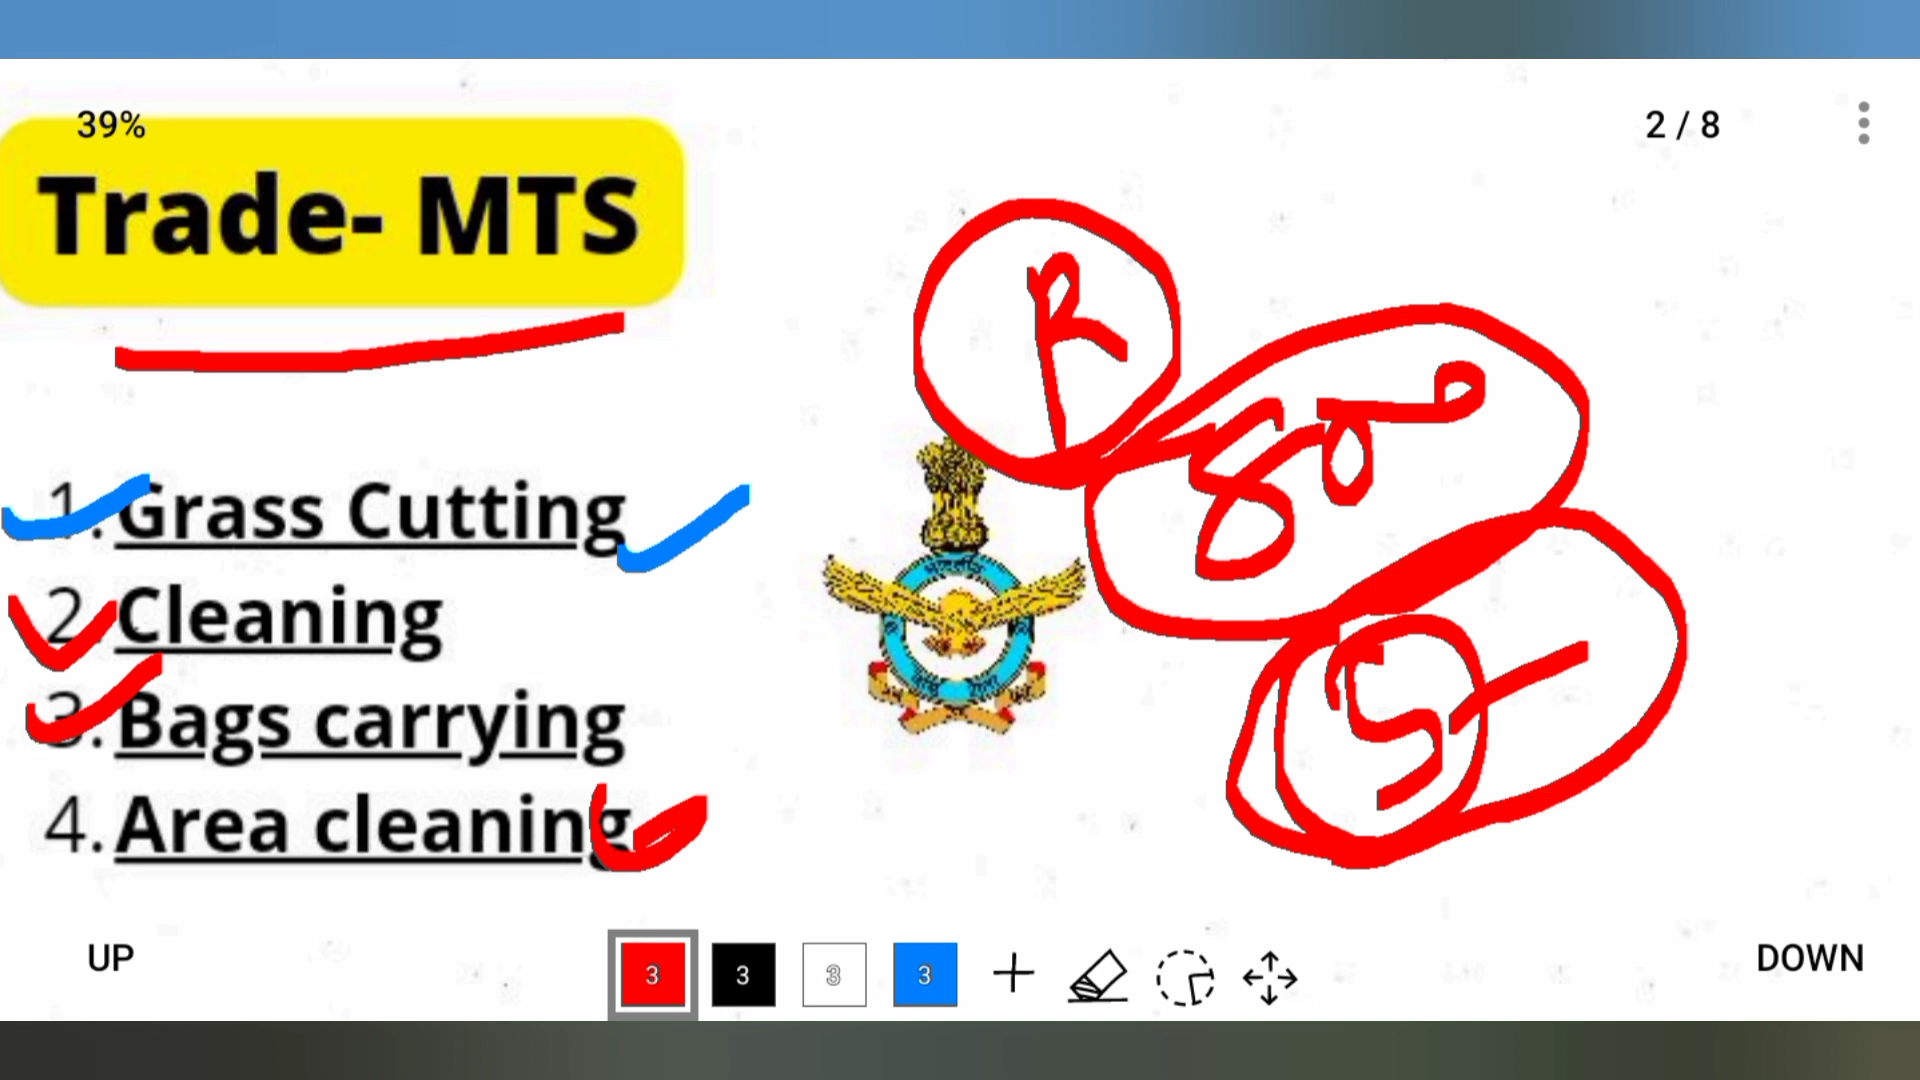 39%
2 / 8
Trade- MTS
R
80
1. Grass Cutting
2. Cleaning
3. Bags carrying
4. Area cleaning
5
UP
3 3 3 3
DOWN